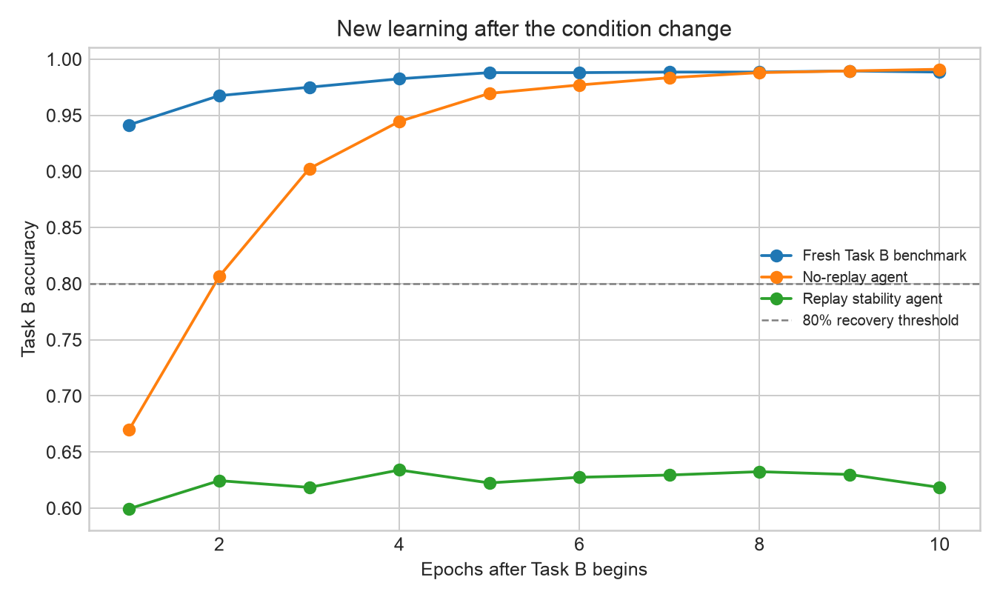 New learning after the condition change
1.00
0.95
0.90
0.85
0.80
0.75
0.70
0.65
0.60
Task B accuracy
Fresh Task B benchmark
No-replay agent
Replay stability agent
80% recovery threshold
2 4 6 8 10
Epochs after Task B begins